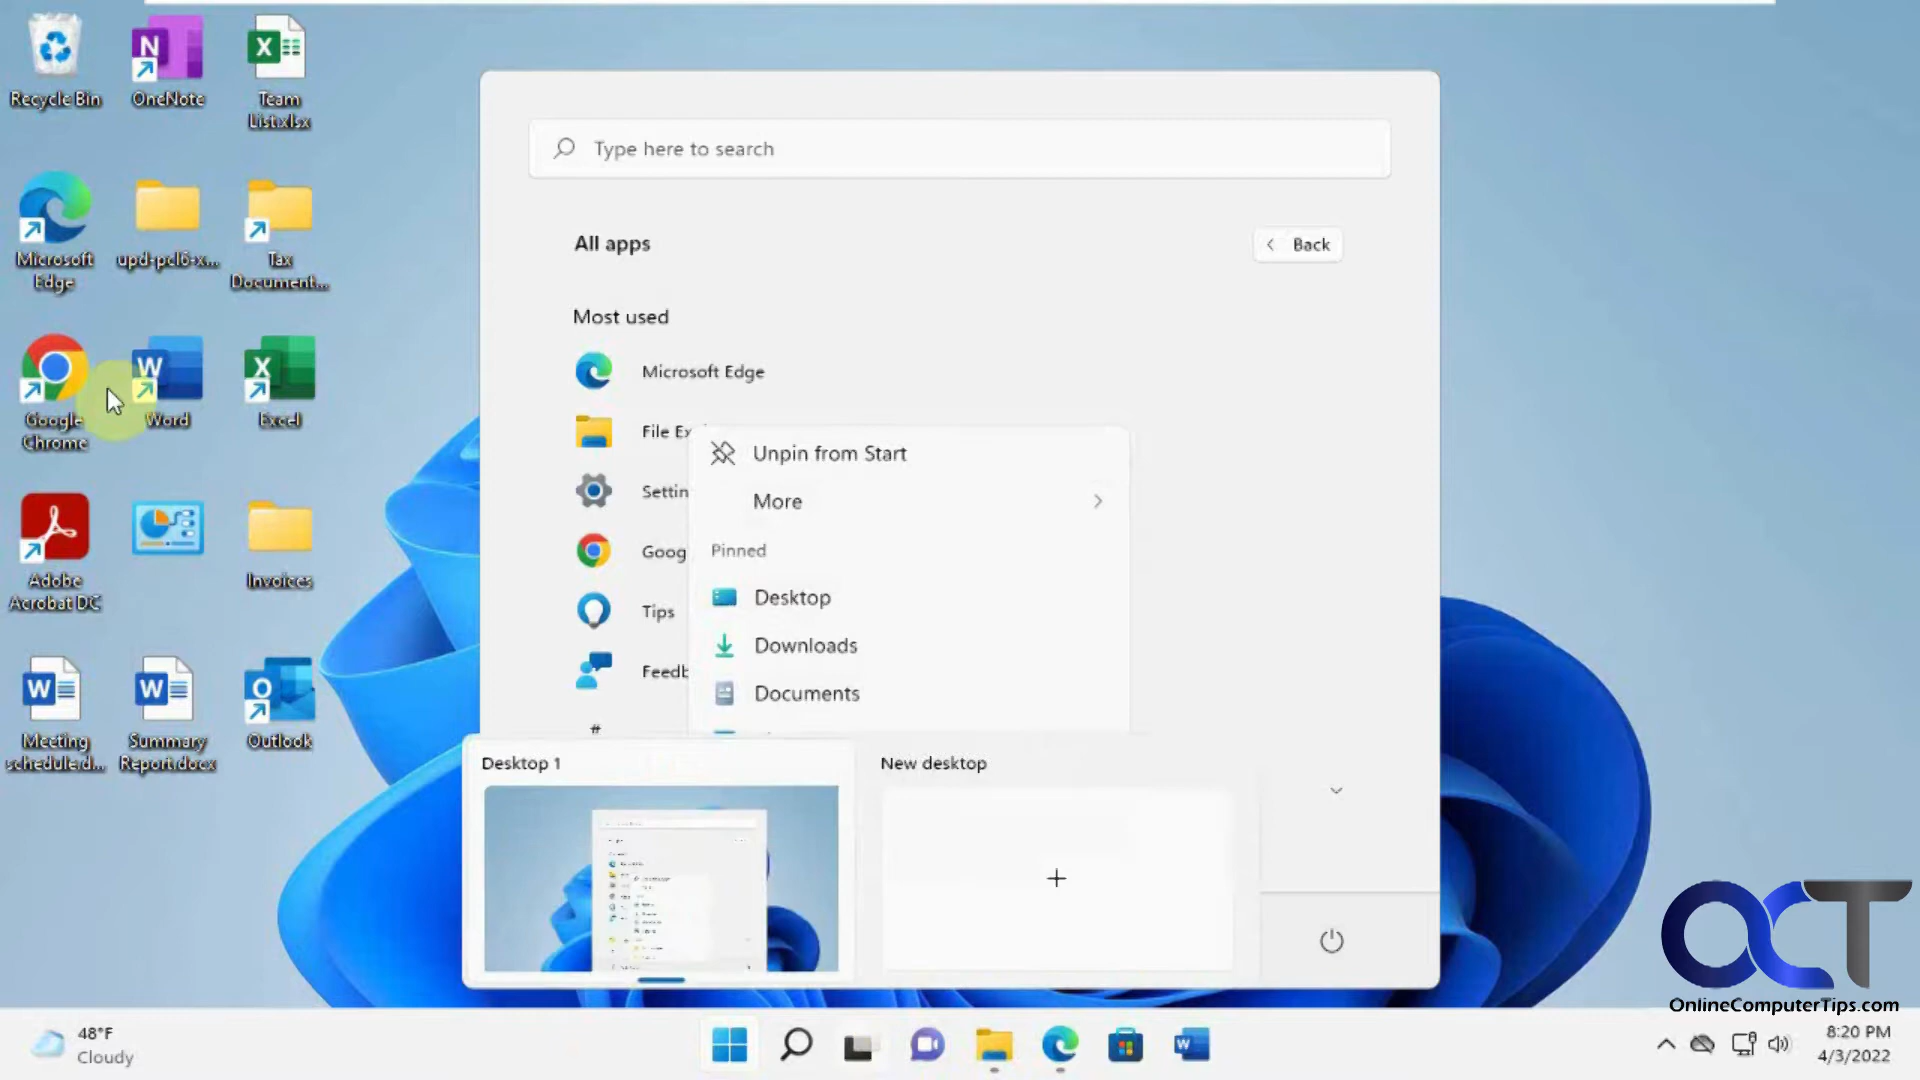 Recycle Bin
OneNote
Team
List.xlsx
Microsoft
Edge
upd-pcl6-x...
Tax
Document...
Google
Chrome
Word
Excel
Adobe
Acrobat DC
Invoices
Meeting
schedule.d...
Summary
Report.docx
Outlook
Type here to search
All apps
Back
Most used
Microsoft Edge
File Ex
Settin
Goog
Tips
Feedb
#
Unpin from Start
More
Pinned
Desktop
Downloads
Documents
Desktop 1
New desktop
OCT
OnlineComputerTips.com
48°F
Cloudy
8:20 PM
4/3/2022